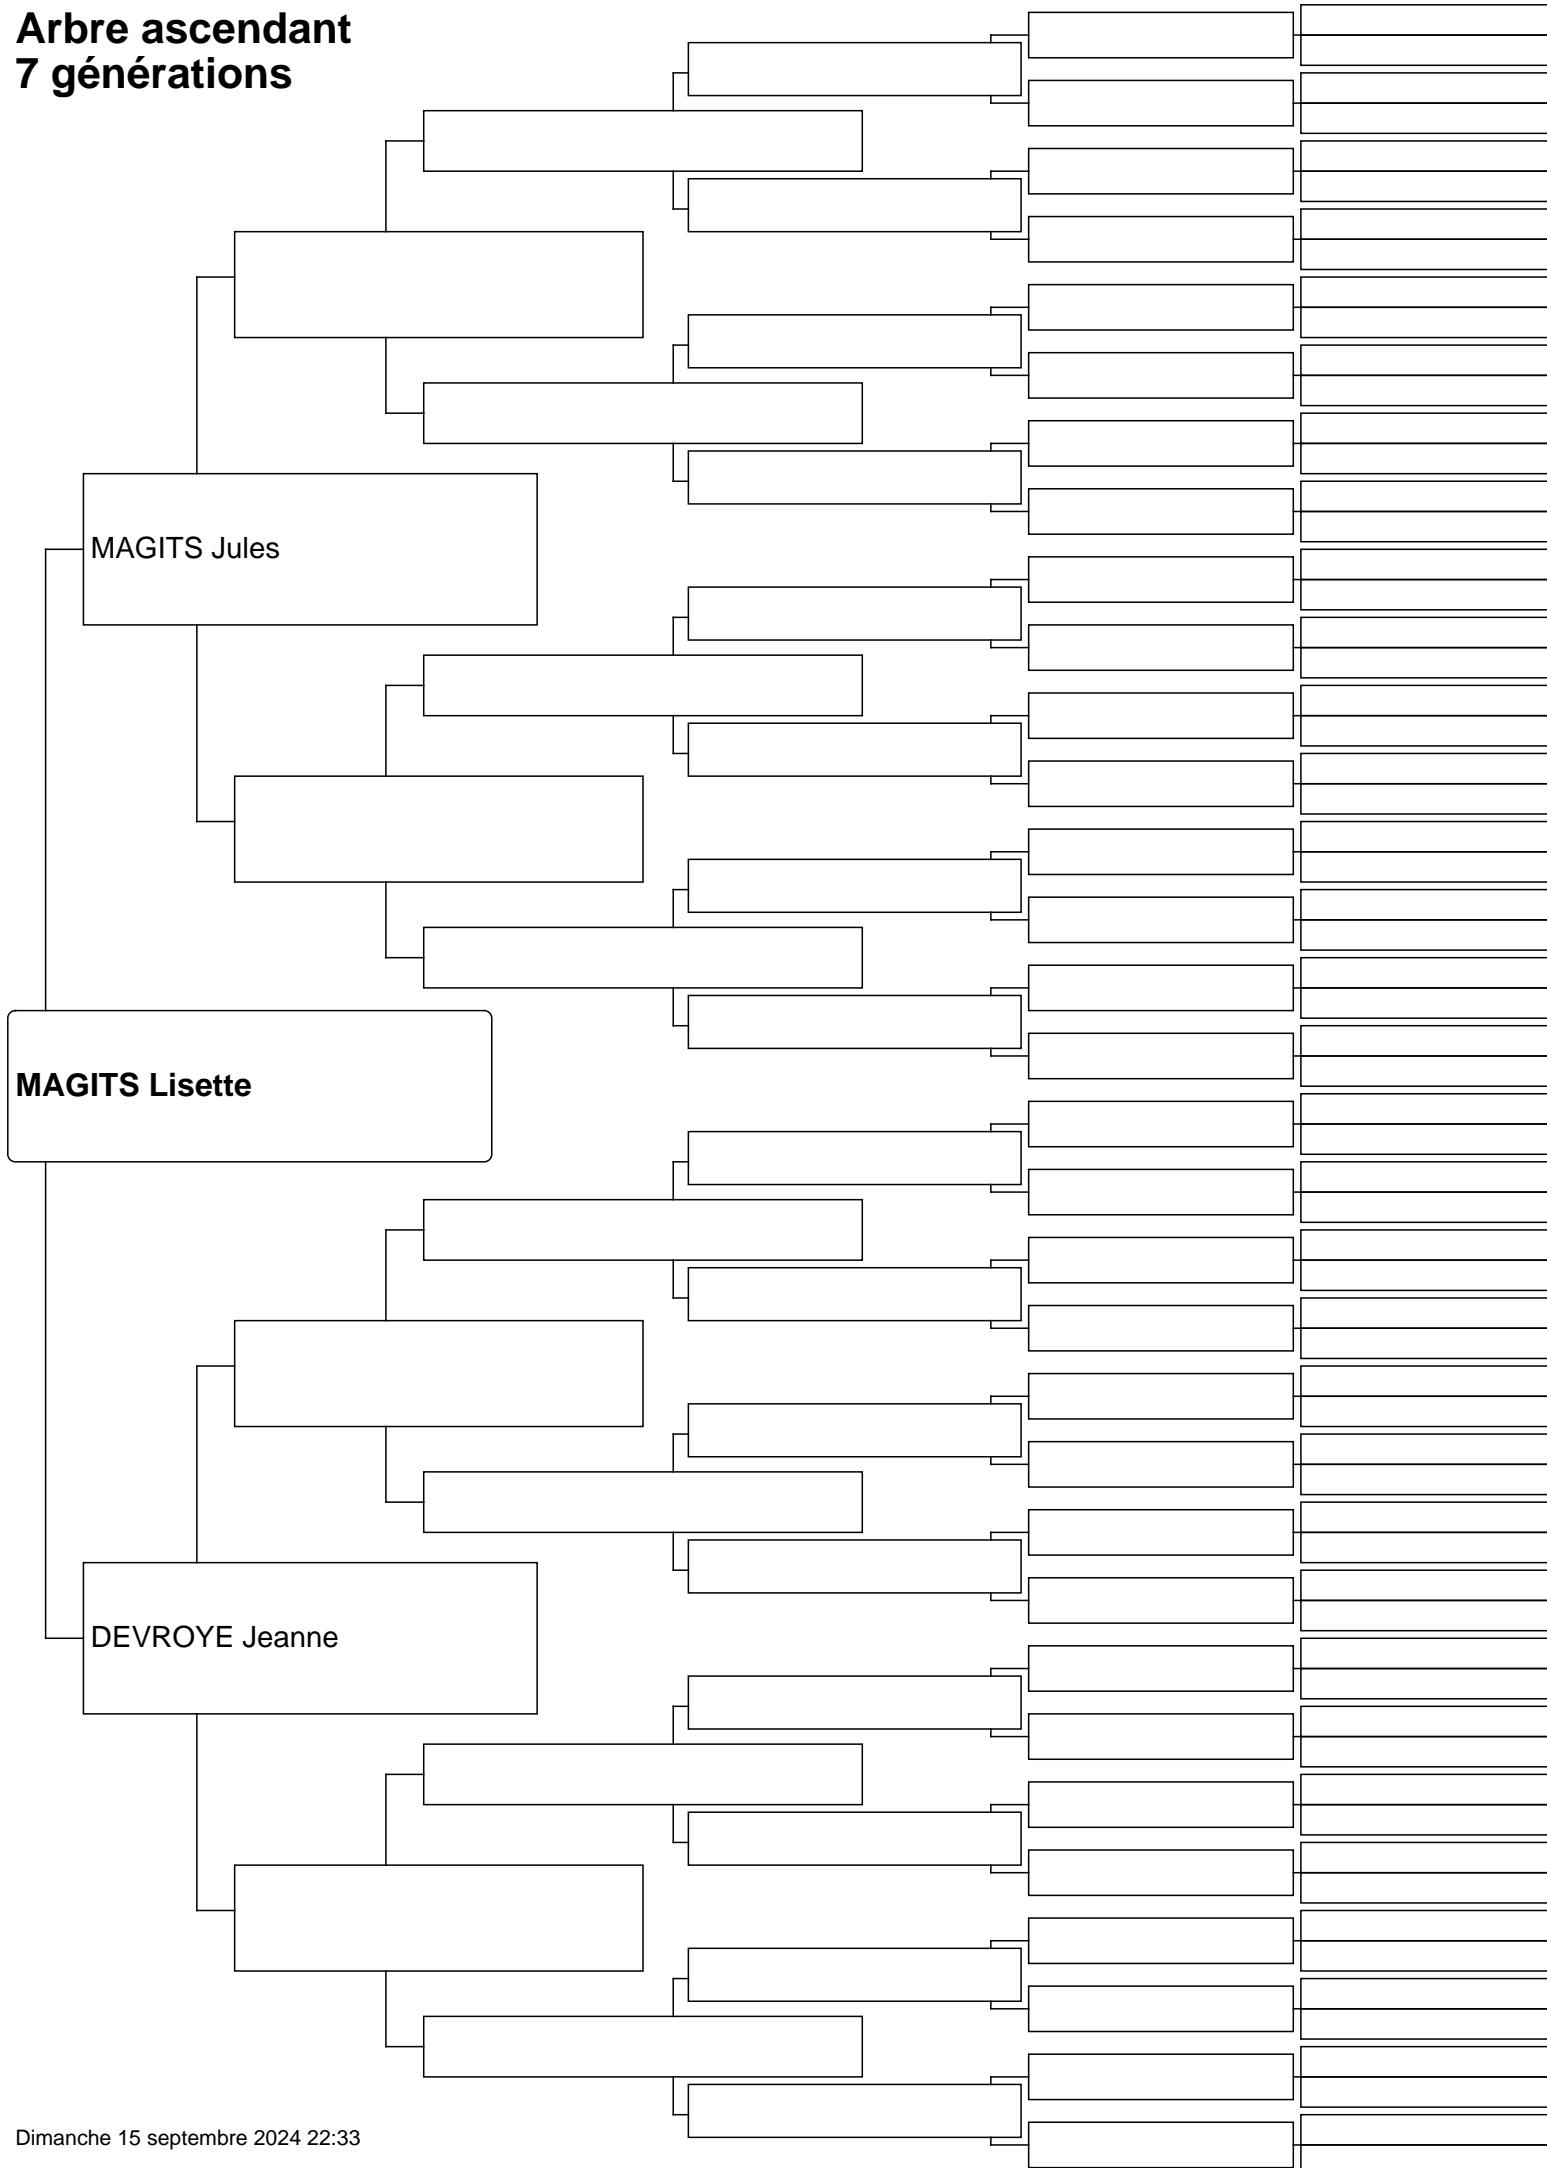 Arbre ascendant
7 générations
MAGITS Jules
MAGITS Lisette
DEVROYE Jeanne
Dimanche 15 septembre 2024 22:33